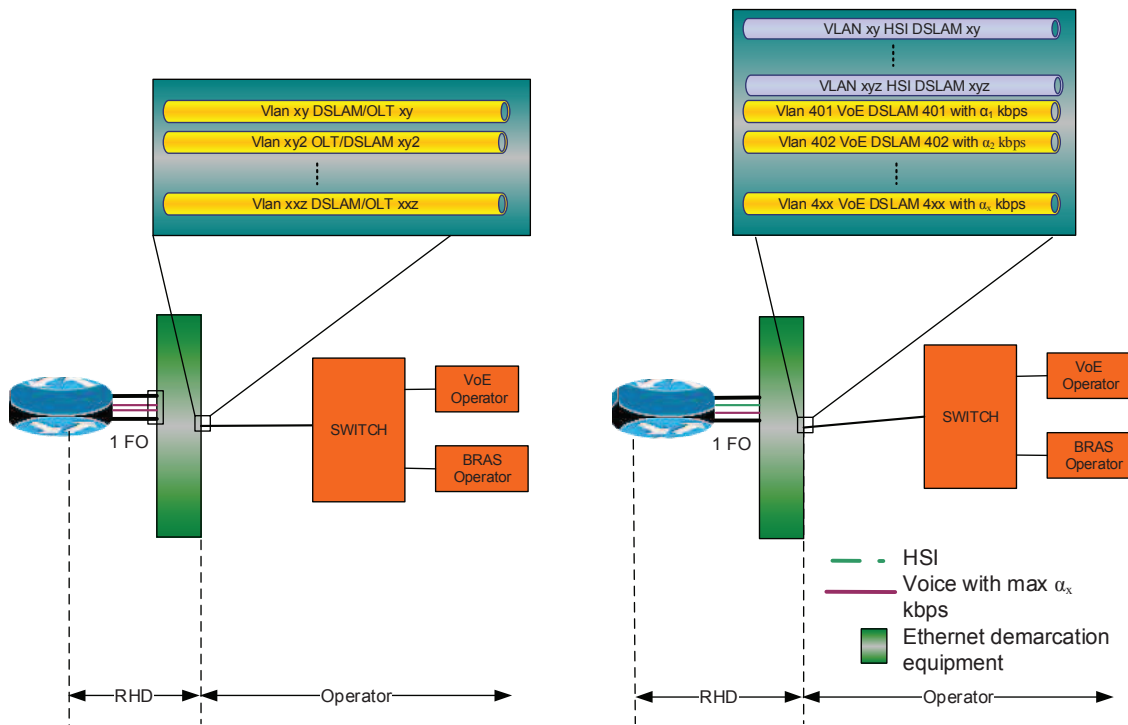 Vlan xy DSLAM/OLT xy
Vlan xy2 OLT/DSLAM xy2
Vlan xxz DSLAM/OLT xxz
1 FO
SWITCH
VoE
Operator
BRAS
Operator
RHD
Operator
VLAN xy HSI DSLAM xy
VLAN xyz HSI DSLAM xyz
Vlan 401 VoE DSLAM 401 with α₁ kbps
Vlan 402 VoE DSLAM 402 with α₂ kbps
Vlan 4xx VoE DSLAM 4xx with αₓ kbps
1 FO
SWITCH
VoE
Operator
BRAS
Operator
HSI
Voice with max αₓ
kbps
Ethernet demarcation
equipment
RHD
Operator